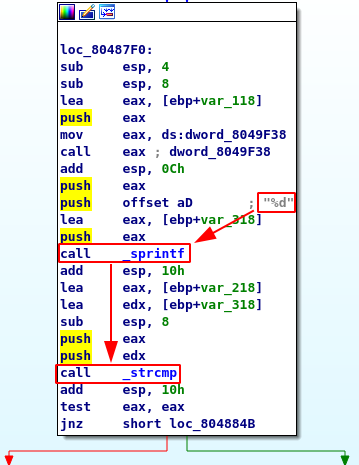 loc_80487F0:
sub esp, 4
sub esp, 8
lea eax, [ebp+var_118]
push eax
mov eax, ds:dword_8049F38
call eax ; dword_8049F38
add esp, 0Ch
push eax
push offset aD ; "%d"
lea eax, [ebp+var_318]
push eax
call _sprintf
add esp, 10h
lea eax, [ebp+var_218]
lea edx, [ebp+var_318]
sub esp, 8
push eax
push edx
call _strcmp
add esp, 10h
test eax, eax
jnz short loc_804884B